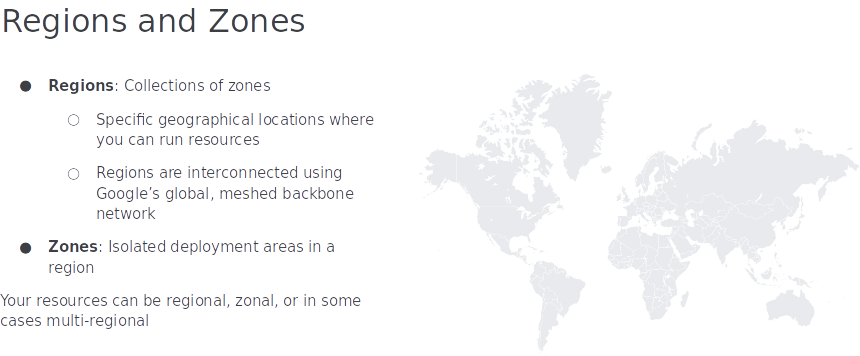 Regions and Zones
● Regions: Collections of zones
○ Specific geographical locations where
you can run resources
○ Regions are interconnected using
Google’s global, meshed backbone
network
● Zones: Isolated deployment areas in a
region
Your resources can be regional, zonal, or in some
cases multi-regional